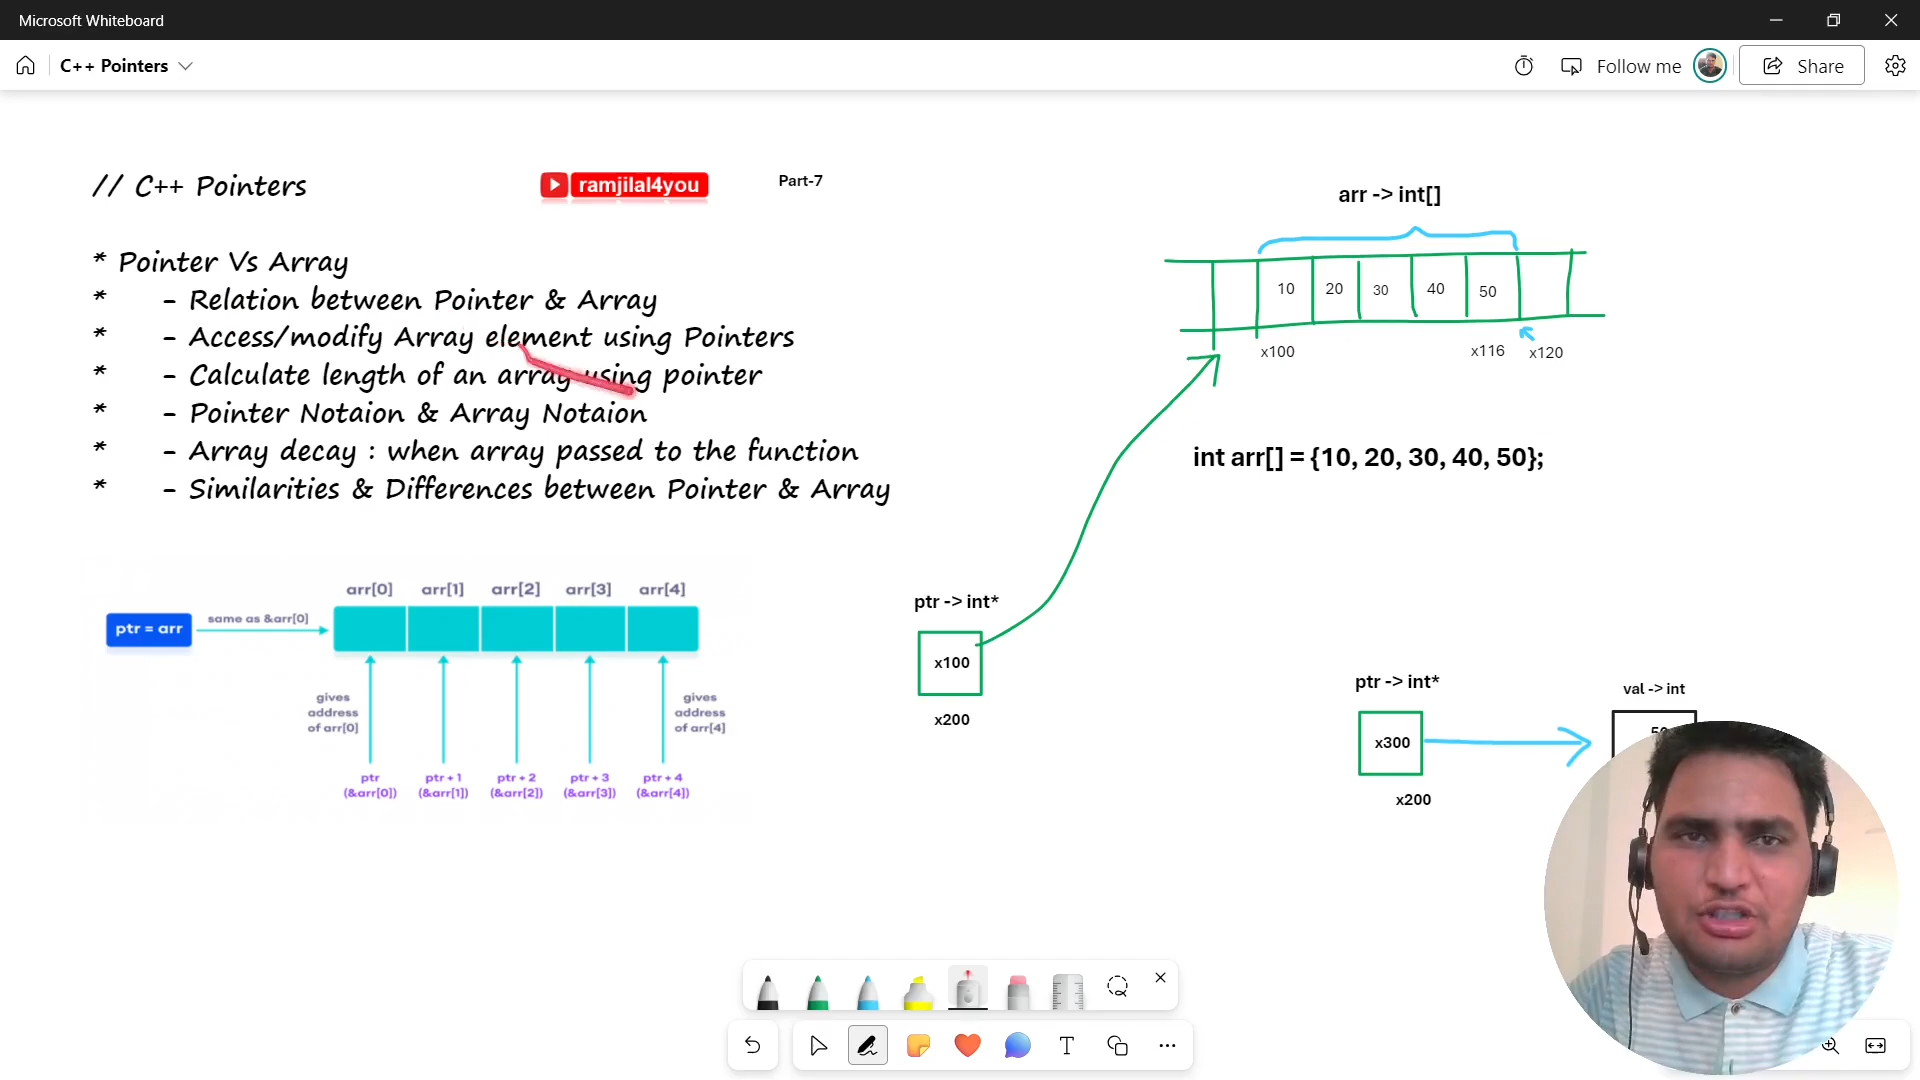 Microsoft Whiteboard
C++ Pointers
Follow me
Share
// C++ Pointers
ramjilal4you
Part-7
* Pointer Vs Array
* - Relation between Pointer & Array
* - Access/modify Array element using Pointers
* - Calculate length of an array using pointer
* - Pointer Notaion & Array Notaion
* - Array decay : when array passed to the function
* - Similarities & Differences between Pointer & Array
arr -> int[]
10 20 30 40 50
x100 x116 x120
int arr[] = {10, 20, 30, 40, 50};
arr[0] arr[1] arr[2] arr[3] arr[4]
ptr = arr
same as &arr[0]
gives
address
of arr[0]
gives
address
of arr[4]
ptr ptr + 1 ptr + 2 ptr + 3 ptr + 4
(&arr[0]) (&arr[1]) (&arr[2]) (&arr[3]) (&arr[4])
ptr -> int*
x100
x200
ptr -> int*
x300
x200
val -> int
T